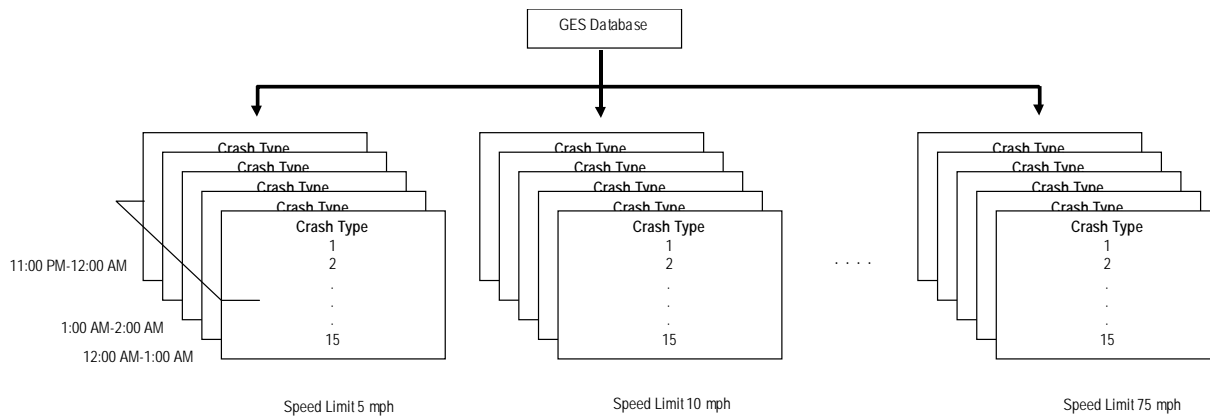 GES Database
Crash Type
Crash Type
Crash Type
Crash Type
Crash Type
1
2
.
.
.
15
Crash Type
Crash Type
Crash Type
Crash Type
Crash Type
1
2
.
.
.
15
. . . .
Crash Type
Crash Type
Crash Type
Crash Type
Crash Type
1
2
.
.
.
15
11:00 PM-12:00 AM
1:00 AM-2:00 AM
12:00 AM-1:00 AM
Speed Limit 5 mph
Speed Limit 10 mph
Speed Limit 75 mph